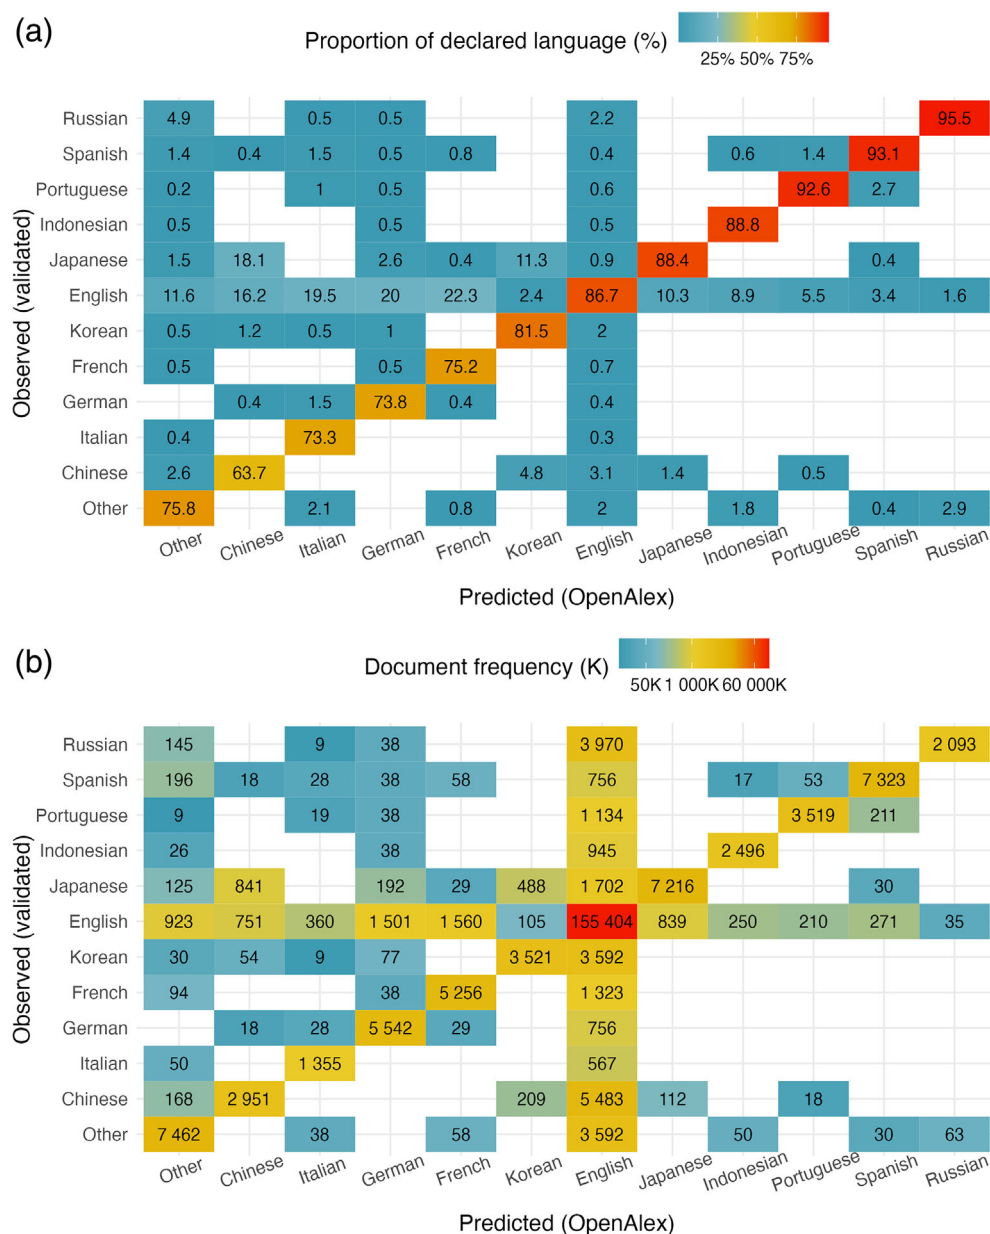 (a)
Proportion of declared language (%)
25% 50% 75%
Observed (validated)
Russian 4.9 0.5 0.5 2.2 95.5
Spanish 1.4 0.4 1.5 0.5 0.8 0.4 0.6 1.4 93.1
Portuguese 0.2 1 0.5 0.6 92.6 2.7
Indonesian 0.5 0.5 0.5 88.8
Japanese 1.5 18.1 2.6 0.4 11.3 0.9 88.4 0.4
English 11.6 16.2 19.5 20 22.3 2.4 86.7 10.3 8.9 5.5 3.4 1.6
Korean 0.5 1.2 0.5 1 81.5 2
French 0.5 0.5 75.2 0.7
German 0.4 1.5 73.8 0.4 0.4
Italian 0.4 73.3 0.3
Chinese 2.6 63.7 4.8 3.1 1.4 0.5
Other 75.8 2.1 0.8 2 1.8 0.4 2.9
Other Chinese Italian German French Korean English Japanese Indonesian Portuguese Spanish Russian
Predicted (OpenAlex)
(b)
Document frequency (K)
50K 1 000K 60 000K
Observed (validated)
Russian 145 9 38 3 970 2 093
Spanish 196 18 28 38 58 756 17 53 7 323
Portuguese 9 19 38 1 134 3 519 211
Indonesian 26 38 945 2 496
Japanese 125 841 192 29 488 1 702 7 216 30
English 923 751 360 1 501 1 560 105 155 404 839 250 210 271 35
Korean 30 54 9 77 3 521 3 592
French 94 38 5 256 1 323
German 18 28 5 542 29 756
Italian 50 1 355 567
Chinese 168 2 951 209 5 483 112 18
Other 7 462 38 58 3 592 50 30 63
Other Chinese Italian German French Korean English Japanese Indonesian Portuguese Spanish Russian
Predicted (OpenAlex)